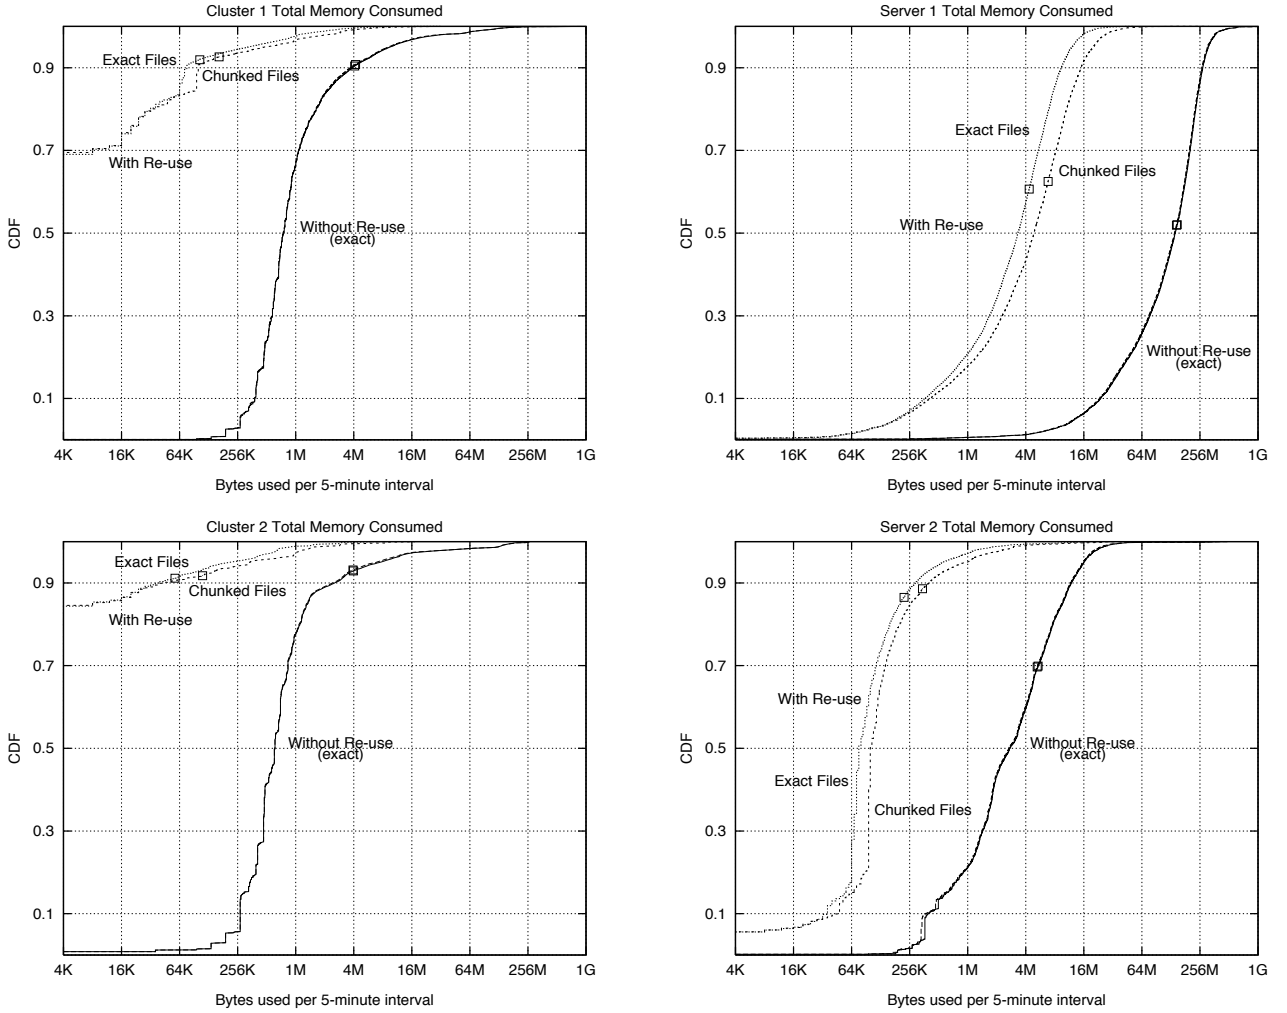 Cluster 1 Total Memory Consumed
CDF
0.9
0.7
0.5
0.3
0.1
Exact Files
Chunked Files
With Re-use
Without Re-use
(exact)
4K 16K 64K 256K 1M 4M 16M 64M 256M 1G
Bytes used per 5-minute interval
Server 1 Total Memory Consumed
CDF
0.9
0.7
0.5
0.3
0.1
Exact Files
Chunked Files
With Re-use
Without Re-use
(exact)
4K 16K 64K 256K 1M 4M 16M 64M 256M 1G
Bytes used per 5-minute interval
Cluster 2 Total Memory Consumed
CDF
0.9
0.7
0.5
0.3
0.1
Exact Files
Chunked Files
With Re-use
Without Re-use
(exact)
4K 16K 64K 256K 1M 4M 16M 64M 256M 1G
Bytes used per 5-minute interval
Server 2 Total Memory Consumed
CDF
0.9
0.7
0.5
0.3
0.1
With Re-use
Without Re-use
(exact)
Exact Files
Chunked Files
4K 16K 64K 256K 1M 4M 16M 64M 256M 1G
Bytes used per 5-minute interval